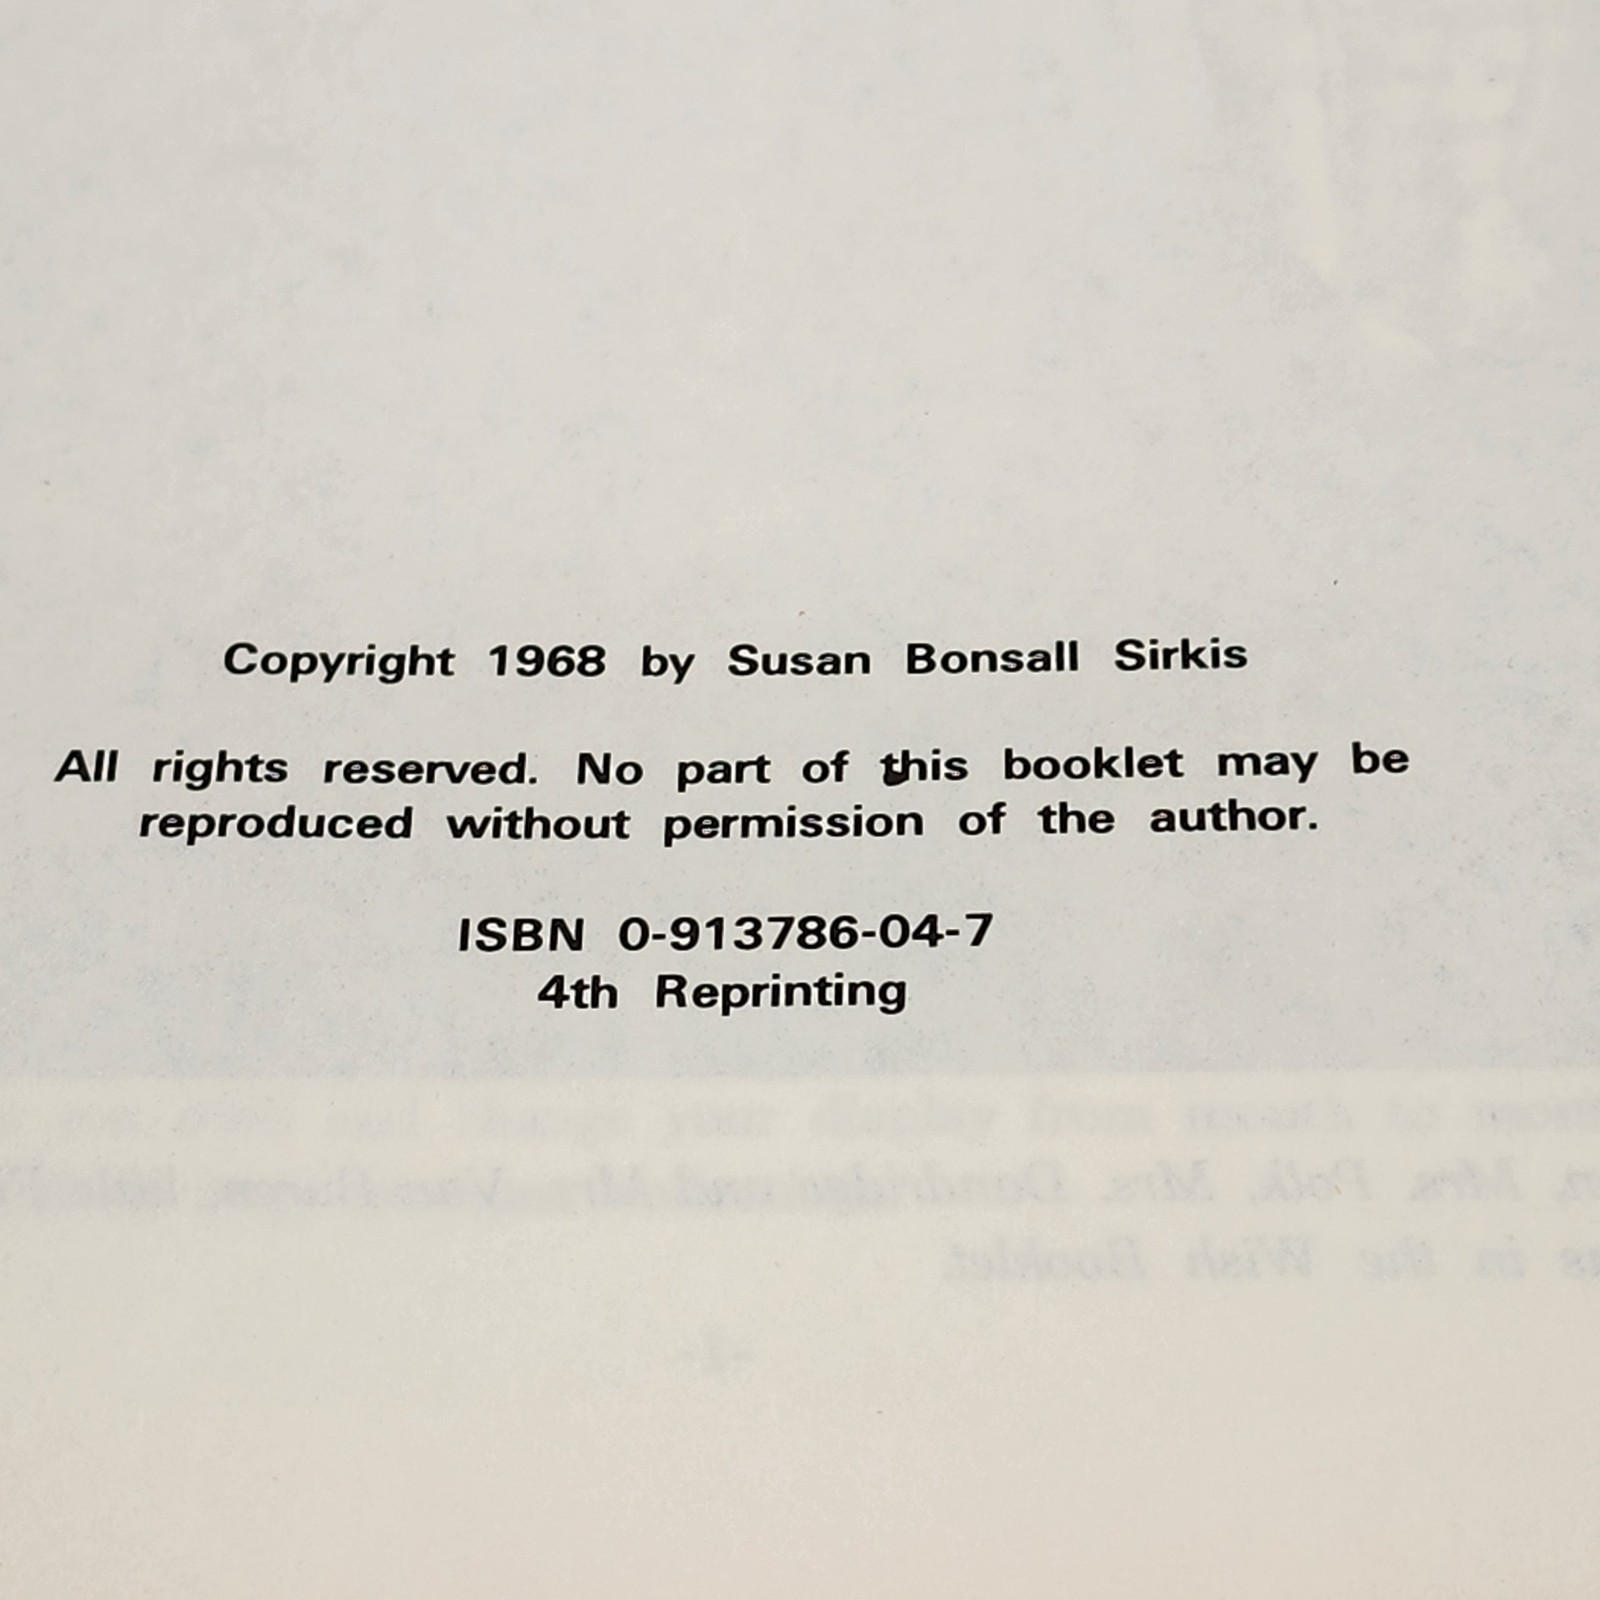 Copyright 1968 by Susan Bonsall Sirkis
All rights reserved. No part of this booklet may be
reproduced without permission of the author.
ISBN 0-913786-04-7
4th Reprinting